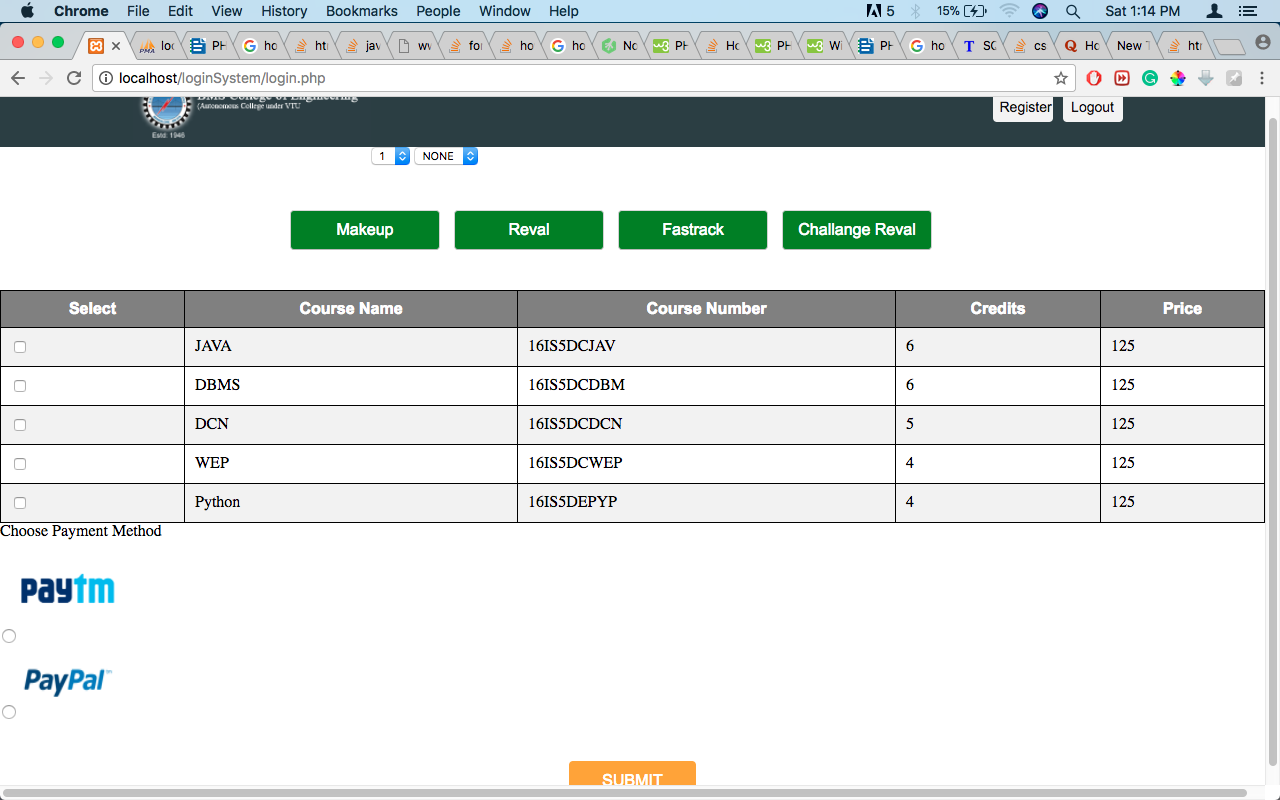 Chrome File Edit View History Bookmarks People Window Help 5 15% Sat 1:14 PM
loc PH ho htt jav wv for ho ho No PH Ho PH Wi PH ho SC cs Ho New T htt
localhost/loginSystem/login.php
BMS College of Engineering
(Autonomous College under VTU
Estd. 1946
Register Logout
1 NONE
Makeup Reval Fastrack Challange Reval
Select Course Name Course Number Credits Price
JAVA 16IS5DCJAV 6 125
DBMS 16IS5DCDBM 6 125
DCN 16IS5DCDCN 5 125
WEP 16IS5DCWEP 4 125
Python 16IS5DEPYP 4 125
Choose Payment Method
paytm
PayPal
SUBMIT